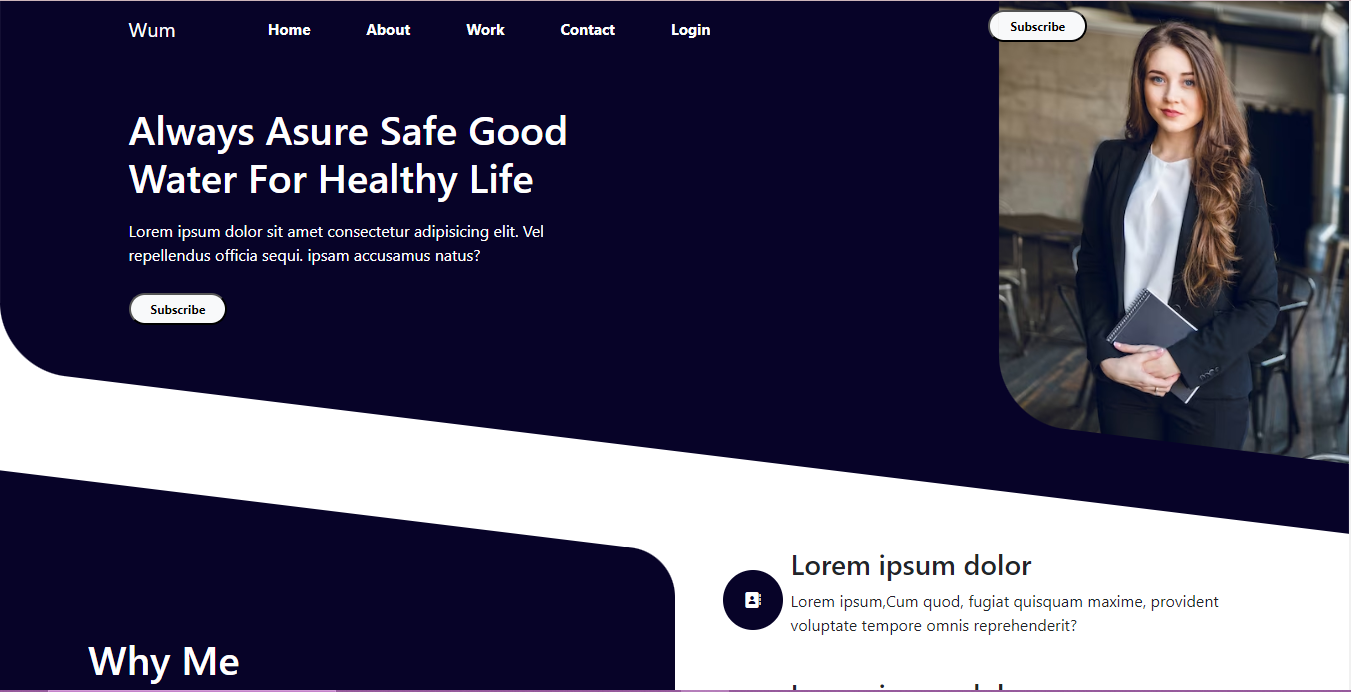 Wum Home About Work Contact Login Subscribe
Always Asure Safe Good
Water For Healthy Life
Lorem ipsum dolor sit amet consectetur adipisicing elit. Vel
repellendus officia sequi. ipsam accusamus natus?
Subscribe
Lorem ipsum dolor
Lorem ipsum,Cum quod, fugiat quisquam maxime, provident
voluptate tempore omnis reprehenderit?
Why Me